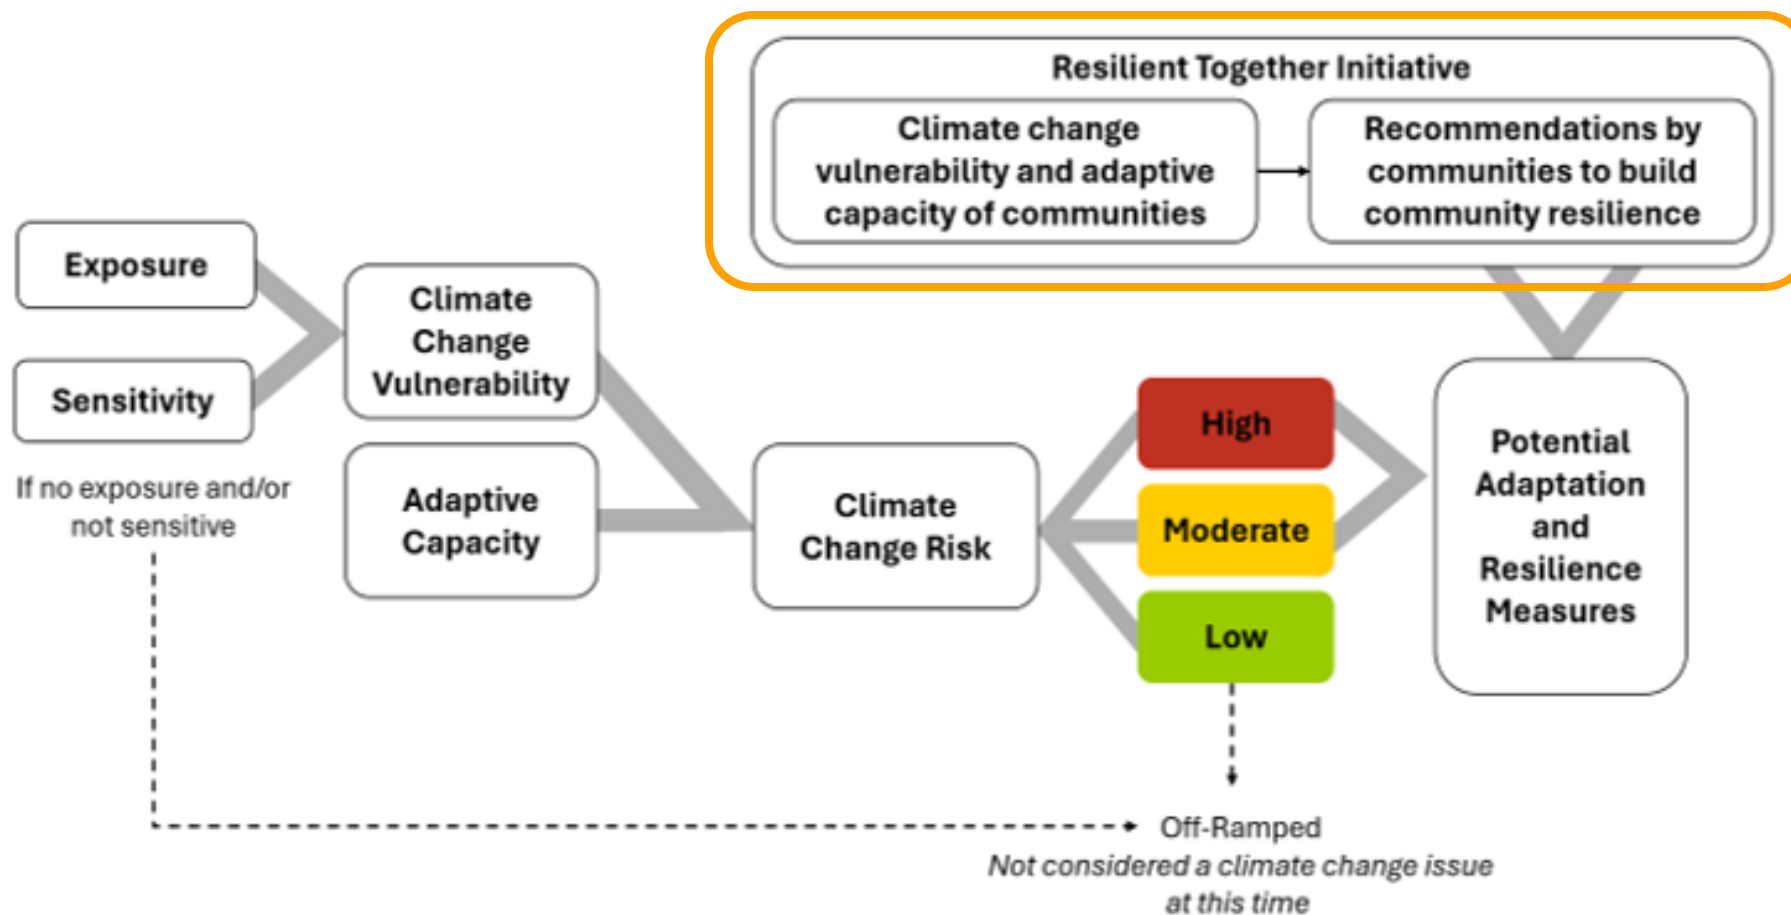 Resilient Together Initiative
Climate change
vulnerability and adaptive
capacity of communities
Recommendations by
communities to build
community resilience
Exposure
Sensitivity
If no exposure and/or
not sensitive
Climate
Change
Vulnerability
Adaptive
Capacity
Climate
Change Risk
High
Moderate
Low
Potential
Adaptation
and
Resilience
Measures
Off-Ramped
Not considered a climate change issue
at this time